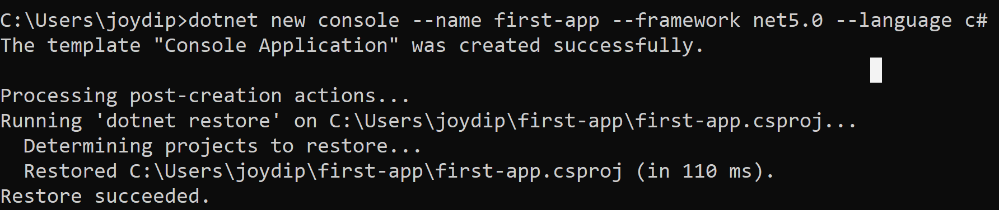 C:\Users\joydip>dotnet new console --name first-app --framework net5.0 --language c#
The template "Console Application" was created successfully.
Processing post-creation actions...
Running 'dotnet restore' on C:\Users\joydip\first-app\first-app.csproj...
Determining projects to restore...
Restored C:\Users\joydip\first-app\first-app.csproj (in 110 ms).
Restore succeeded.